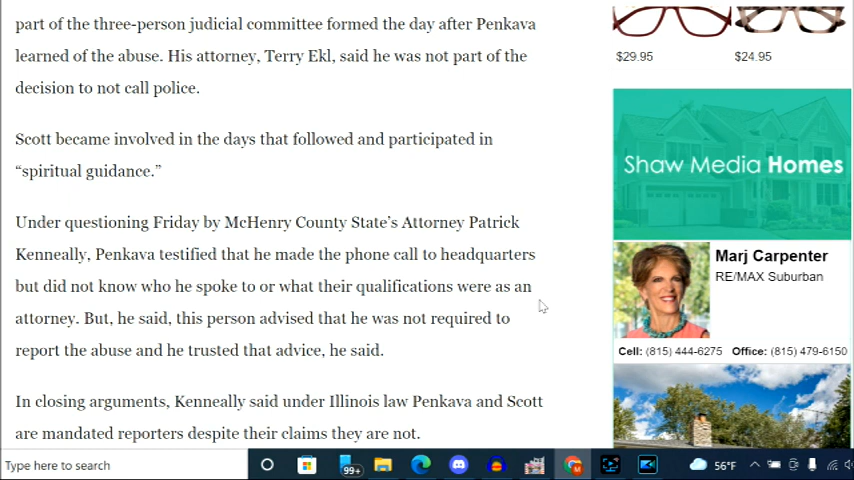 part of the three-person judicial committee formed the day after Penkava
learned of the abuse. His attorney, Terry Ekl, said he was not part of the
decision to not call police.
Scott became involved in the days that followed and participated in
“spiritual guidance.”
Under questioning Friday by McHenry County State’s Attorney Patrick
Kenneally, Penkava testified that he made the phone call to headquarters
but did not know who he spoke to or what their qualifications were as an
attorney. But, he said, this person advised that he was not required to
report the abuse and he trusted that advice, he said.
In closing arguments, Kenneally said under Illinois law Penkava and Scott
are mandated reporters despite their claims they are not.
$29.95
$24.95
Shaw Media Homes
Marj Carpenter
RE/MAX Suburban
Cell: (815) 444-6275 Office: (815) 479-6150
Type here to search
99+
56°F